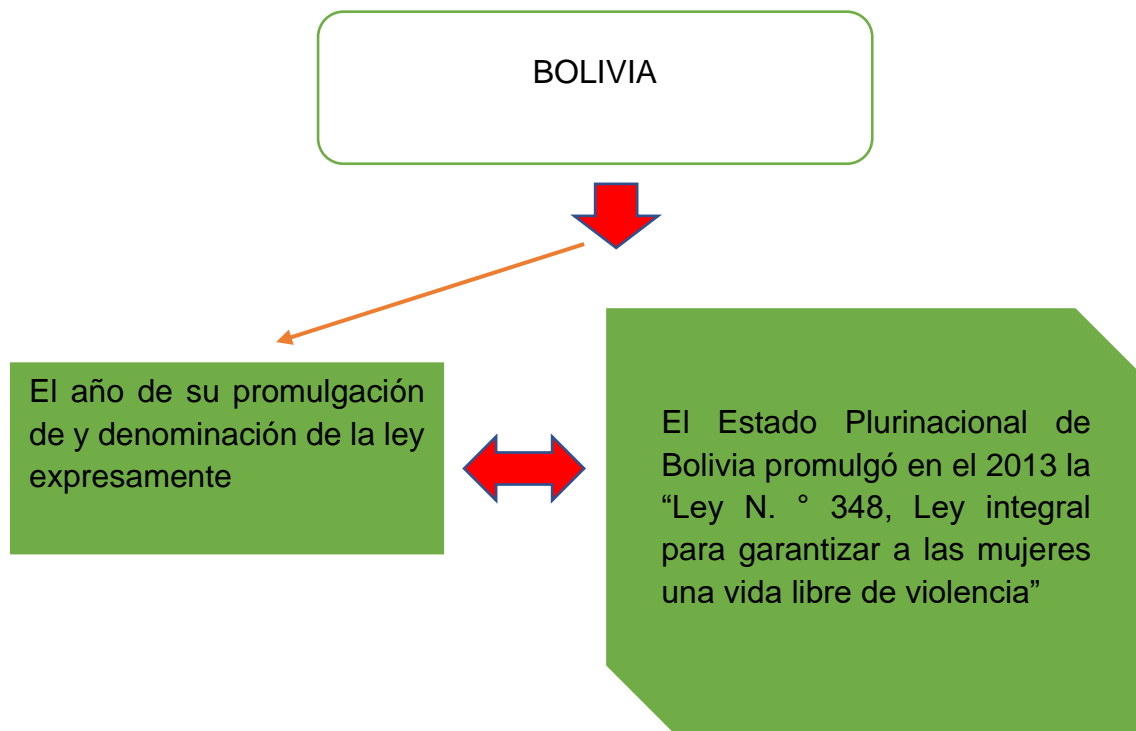 BOLIVIA
El año de su promulgación
de y denominación de la ley
expresamente
El Estado Plurinacional de
Bolivia promulgó en el 2013 la
“Ley N. ° 348, Ley integral
para garantizar a las mujeres
una vida libre de violencia”